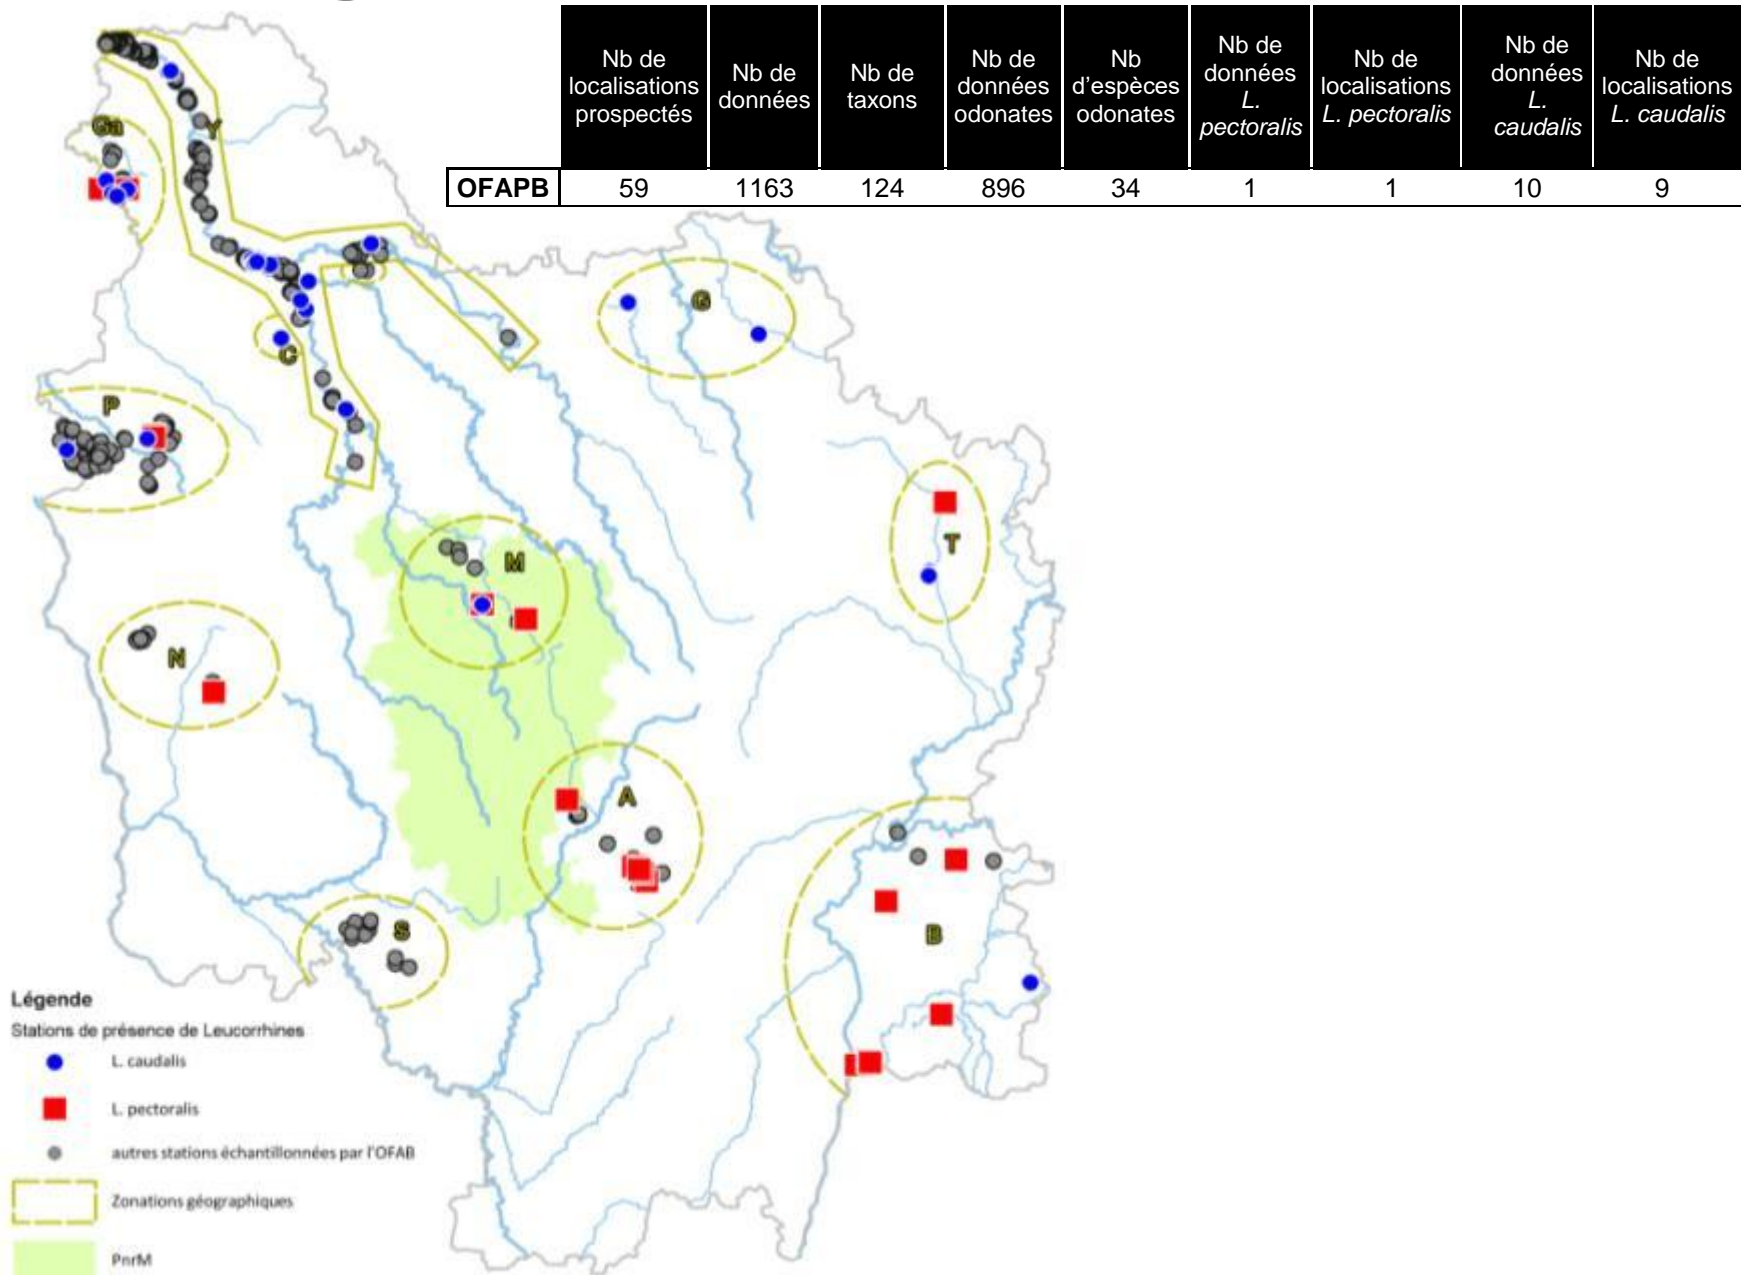 Nb de
localisations
prospectés
Nb de
données
Nb de
taxons
Nb de
données
odonates
Nb
d'espèces
odonates
Nb de
données
L.
pectoralis
Nb de
localisations
L. pectoralis
Nb de
données
L.
caudalis
Nb de
localisations
L. caudalis
OFAPB 59 1163 124 896 34 1 1 10 9
Ga
Y
G
C
P
T
M
N
A
S
B
Légende
Stations de présence de Leucorrhines
L. caudalis
L. pectoralis
autres stations échantillonnées par l'OFAB
Zonations géographiques
PnrM